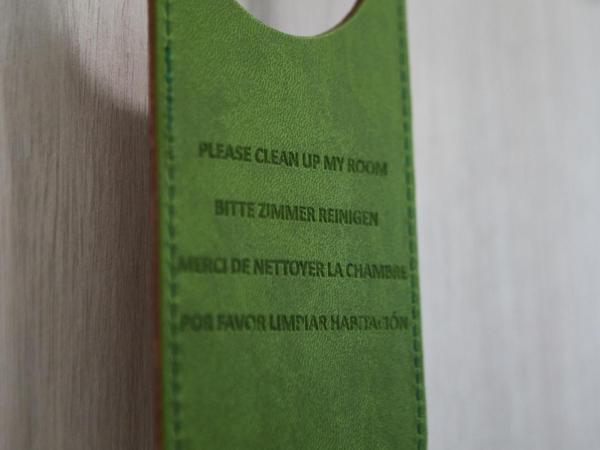 PLEASE CLEAN UP MY ROOM
BITTE ZIMMER REINIGEN
MERCI DE NETTOYER LA CHAMBRE
POR FAVOR LIMPIAR HABITACIÓN